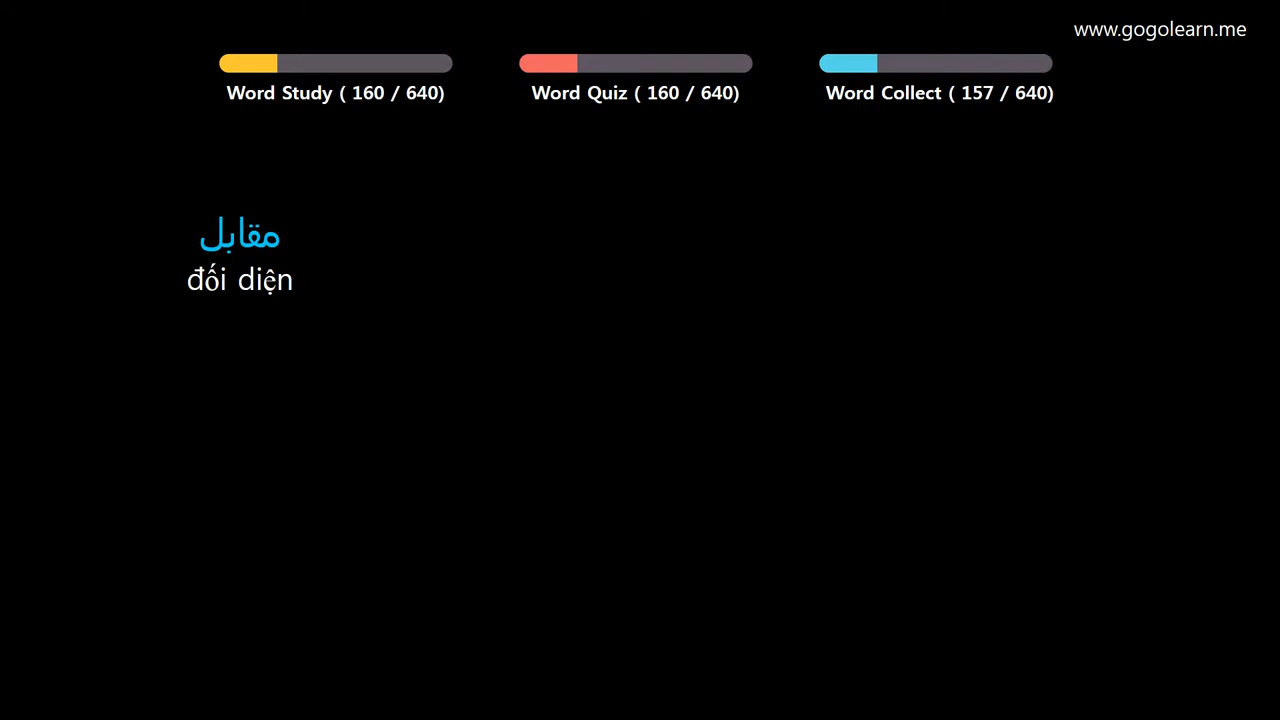 www.gogolearn.me
Word Study ( 160 / 640)
Word Quiz ( 160 / 640)
Word Collect ( 157 / 640)
مقابل
đối diện